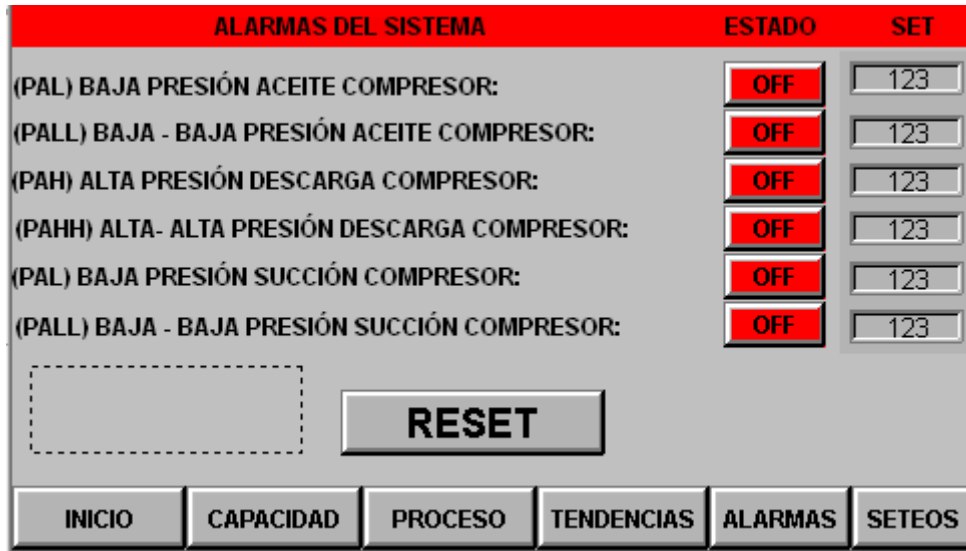 ALARMAS DEL SISTEMA ESTADO SET
(PAL) BAJA PRESIÓN ACEITE COMPRESOR: OFF 123
(PALL) BAJA - BAJA PRESIÓN ACEITE COMPRESOR: OFF 123
(PAH) ALTA PRESIÓN DESCARGA COMPRESOR: OFF 123
(PAHH) ALTA- ALTA PRESIÓN DESCARGA COMPRESOR: OFF 123
(PAL) BAJA PRESIÓN SUCCIÓN COMPRESOR: OFF 123
(PALL) BAJA - BAJA PRESIÓN SUCCIÓN COMPRESOR: OFF 123
RESET
INICIO CAPACIDAD PROCESO TENDENCIAS ALARMAS SETEOS